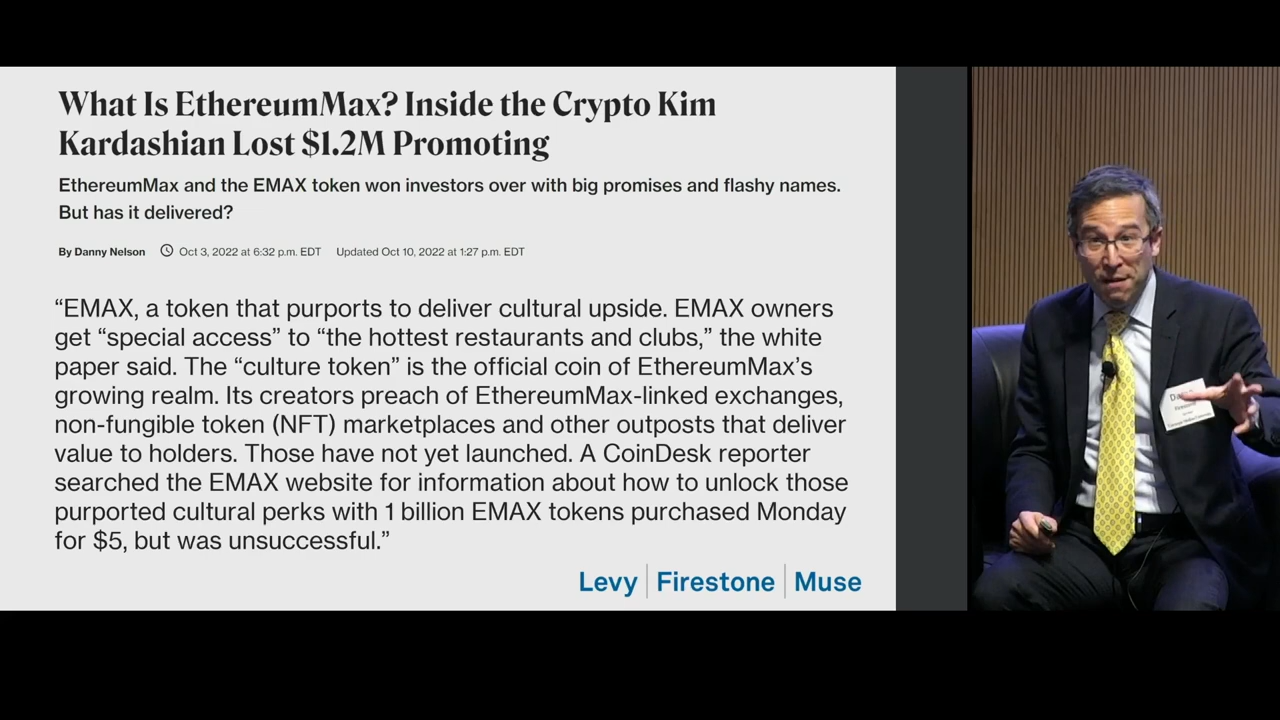 What Is EthereumMax? Inside the Crypto Kim
Kardashian Lost $1.2M Promoting
EthereumMax and the EMAX token won investors over with big promises and flashy names.
But has it delivered?
By Danny Nelson Oct 3, 2022 at 6:32 p.m. EDT Updated Oct 10, 2022 at 1:27 p.m. EDT
“EMAX, a token that purports to deliver cultural upside. EMAX owners
get “special access” to “the hottest restaurants and clubs,” the white
paper said. The “culture token” is the official coin of EthereumMax’s
growing realm. Its creators preach of EthereumMax-linked exchanges,
non-fungible token (NFT) marketplaces and other outposts that deliver
value to holders. Those have not yet launched. A CoinDesk reporter
searched the EMAX website for information about how to unlock those
purported cultural perks with 1 billion EMAX tokens purchased Monday
for $5, but was unsuccessful.”
Levy | Firestone | Muse